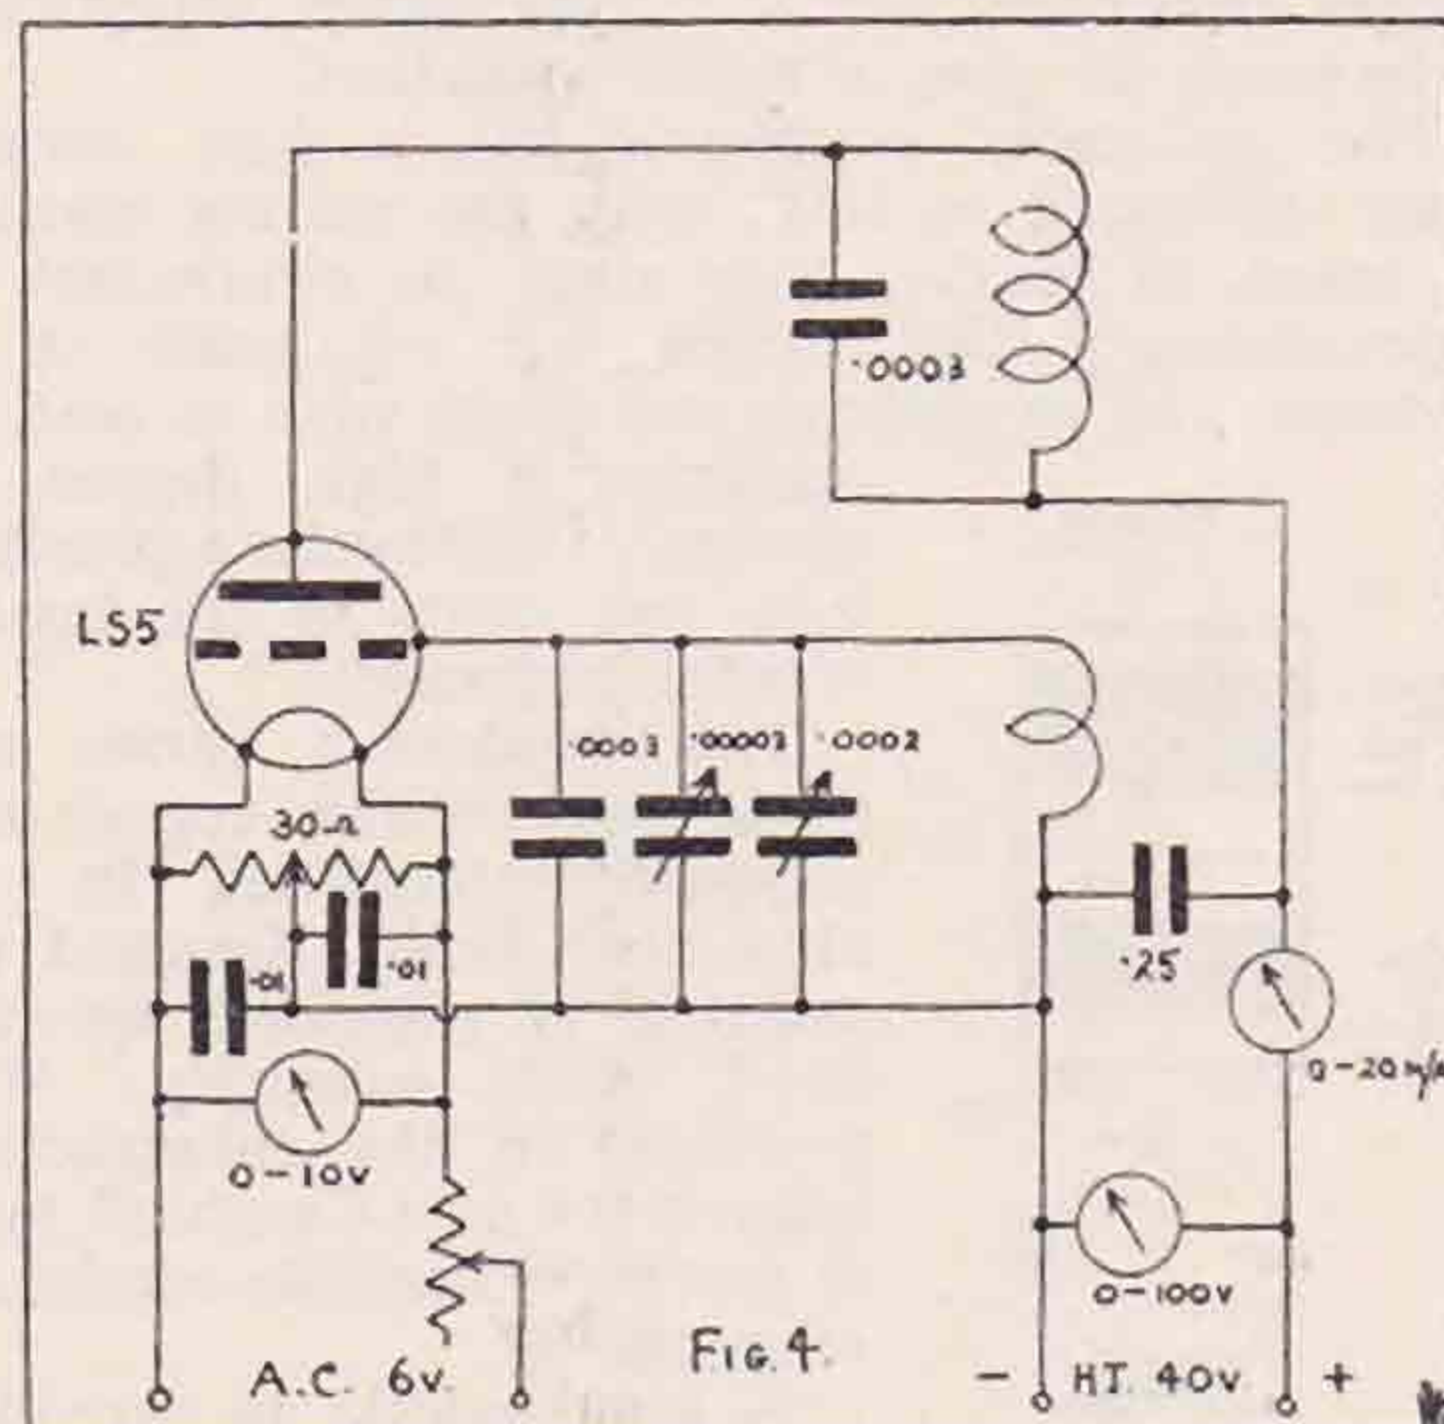 ·0003
LS5
·0003
·00003
·0002
30Ω
·01
·01
·25
0–10V
0–100V
FIG. 4.
A.C. 6V.
– HT. 40V +